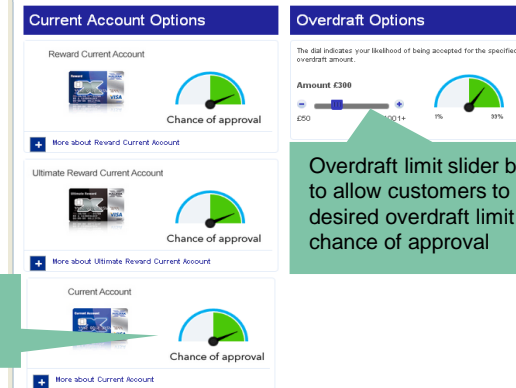 Current Account Options
Reward Current Account
Chance of approval
More about Reward Current Account
Ultimate Reward Current Account
Chance of approval
More about Ultimate Reward Current Account
Current Account
Chance of approval
More about Current Account
Overdraft Options
The dial indicates your likelihood of being accepted for the specified
overdraft amount.
Amount £300
£50
001+
1%
99%
Overdraft limit slider b
to allow customers to
desired overdraft limit
chance of approval